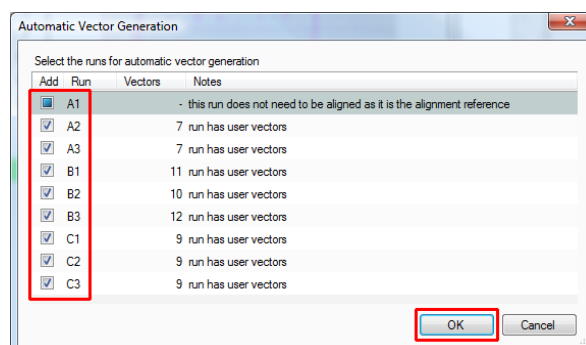 Automatic Vector Generation
Select the runs for automatic vector generation
Add Run Vectors Notes
A1 - this run does not need to be aligned as it is the alignment reference
A2 7 run has user vectors
A3 7 run has user vectors
B1 11 run has user vectors
B2 10 run has user vectors
B3 12 run has user vectors
C1 9 run has user vectors
C2 9 run has user vectors
C3 9 run has user vectors
OK Cancel